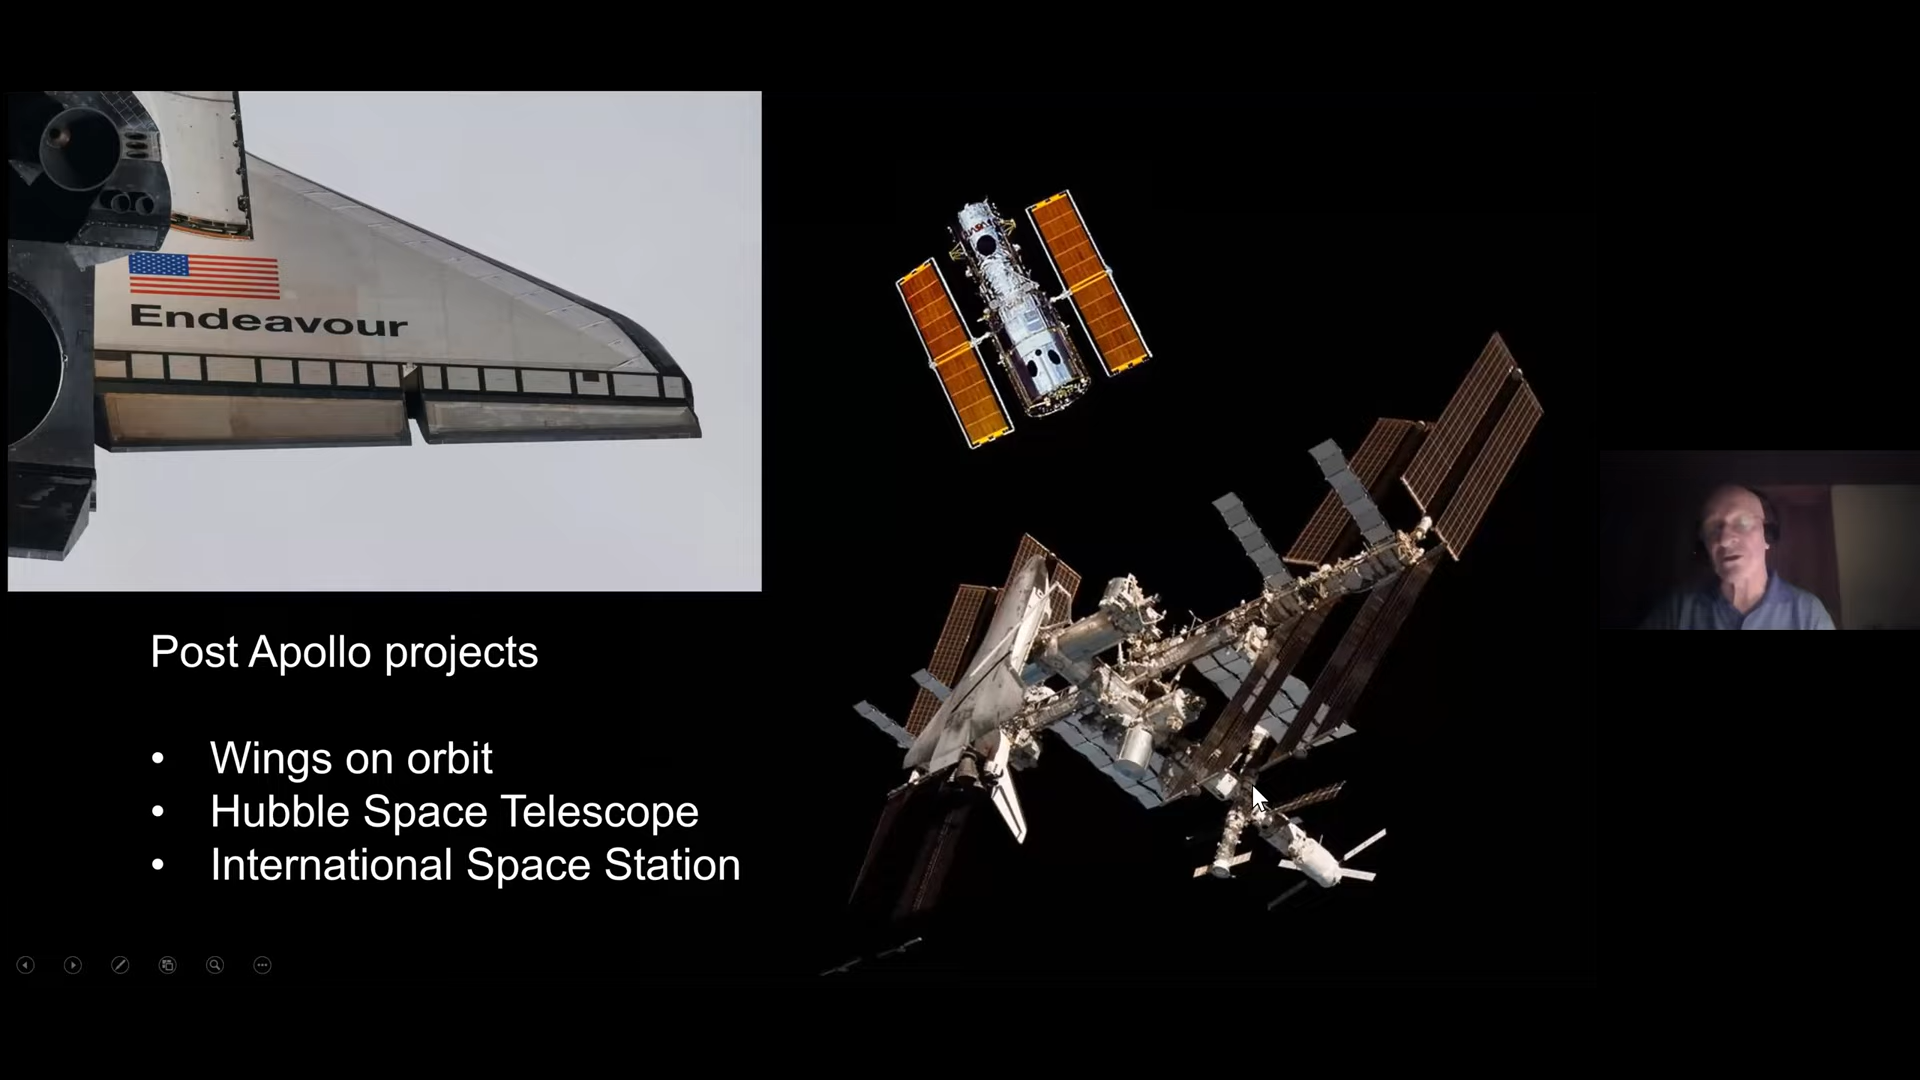 Endeavour
Post Apollo projects
• Wings on orbit
• Hubble Space Telescope
• International Space Station